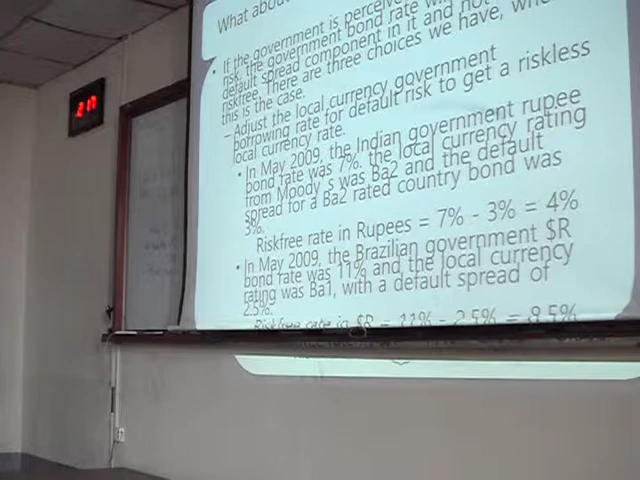 What about
If the government is perceive
risk, the government bond rate wi
default spread component in it and not
riskfree. There are three choices we have, whe
this is the case.
– Adjust the local currency government
borrowing rate for default risk to get a riskless
local currency rate.
• In May 2009, the Indian government rupee
bond rate was 7%. the local currency rating
from Moody s was Ba2 and the default
spread for a Ba2 rated country bond was
3%.
Riskfree rate in Rupees = 7% - 3% = 4%
• In May 2009, the Brazilian government $R
bond rate was 11% and the local currency
rating was Ba1, with a default spread of
2.5%.
Riskfree rate in $R = 11% - 2.5% = 8.5%